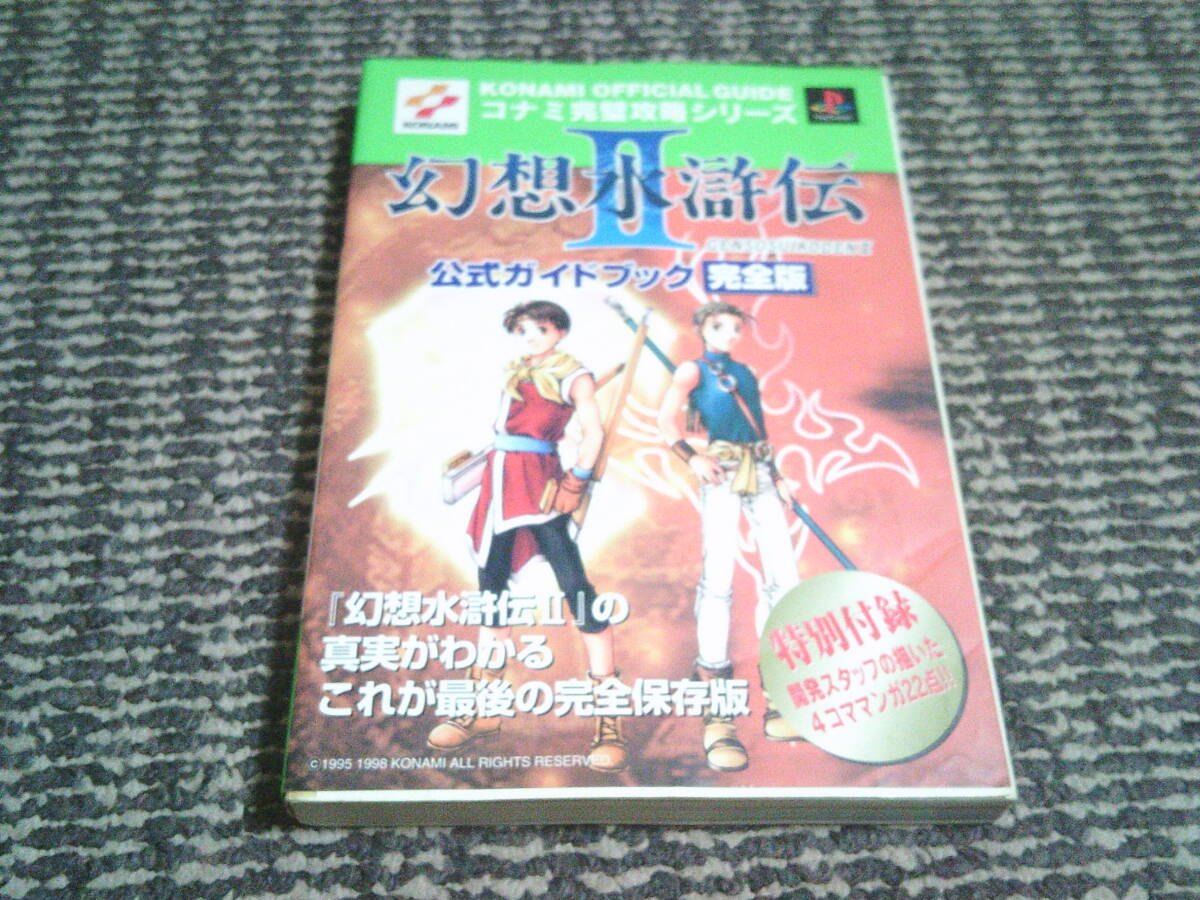 KONAMI OFFICIAL GUIDE
コナミ完璧攻略シリーズ
KONAMI
幻想水滸伝
II
GENSOSUIKODEN II
公式ガイドブック 完全版
『幻想水滸伝II』の
真実がわかる
これが最後の完全保存版
特別付録
開発スタッフの描いた
4コママンガ22点!!
© 1995 1998 KONAMI ALL RIGHTS RESERVED.